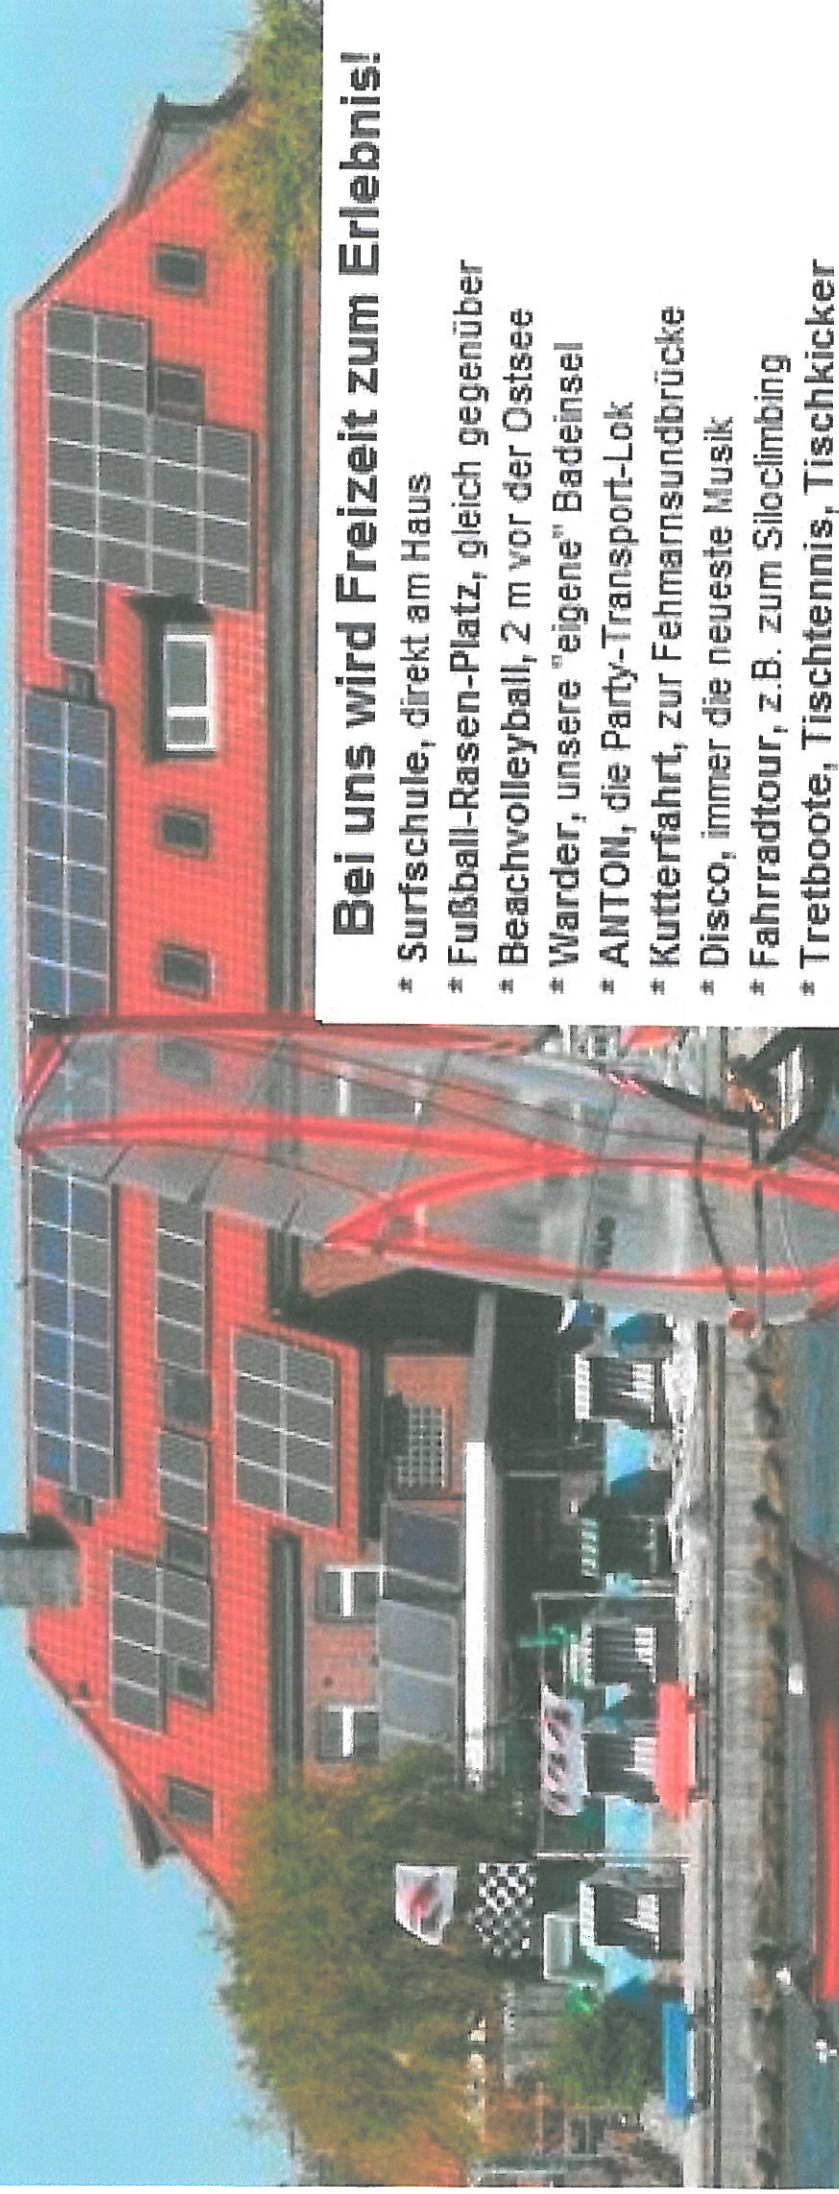 Bei uns wird Freizeit zum Erlebnis!
* Surfschule, direkt am Haus
* Fußball-Rasen-Platz, gleich gegenüber
* Beachvolleyball, 2 m vor der Ostsee
* Warder, unsere "eigene" Badeinsel
* ANTON, die Party-Transport-Lok
* Kutterfahrt, zur Fehmarnsundbrücke
* Disco, immer die neueste Musik
* Fahrradtour, z.B. zum Siloclimbing
* Tretboote, Tischtennis, Tischkicker